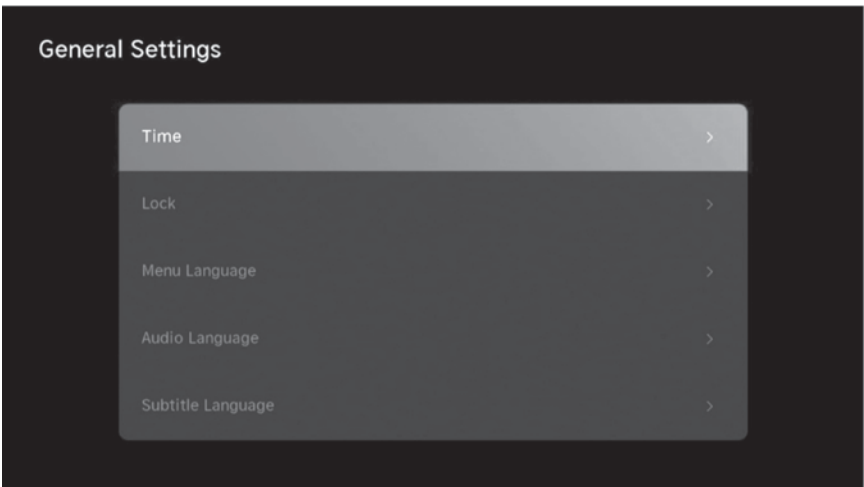 General Settings
Time
Lock
Menu Language
Audio Language
Subtitle Language